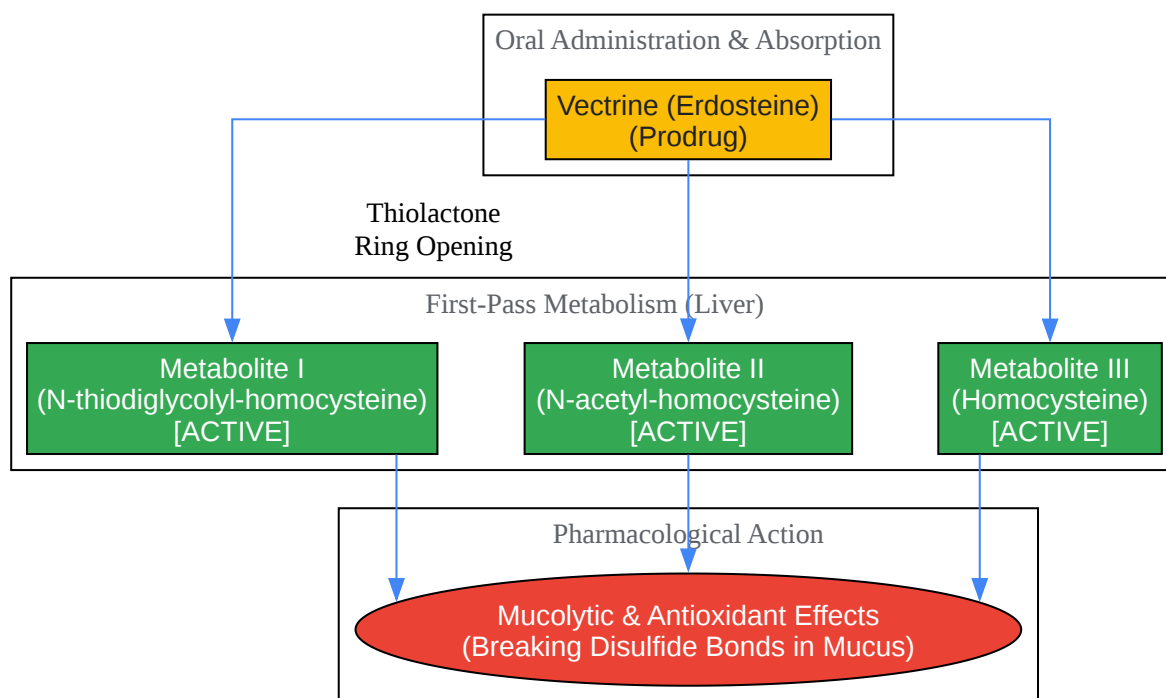 Oral Administration & Absorption
Vectrine (Erdosteine)
(Prodrug)
Thiolactone
Ring Opening
First-Pass Metabolism (Liver)
Metabolite I
(N-thiodiglycolyl-homocysteine)
[ACTIVE]
Metabolite II
(N-acetyl-homocysteine)
[ACTIVE]
Metabolite III
(Homocysteine)
[ACTIVE]
Pharmacological Action
Mucolytic & Antioxidant Effects
(Breaking Disulfide Bonds in Mucus)